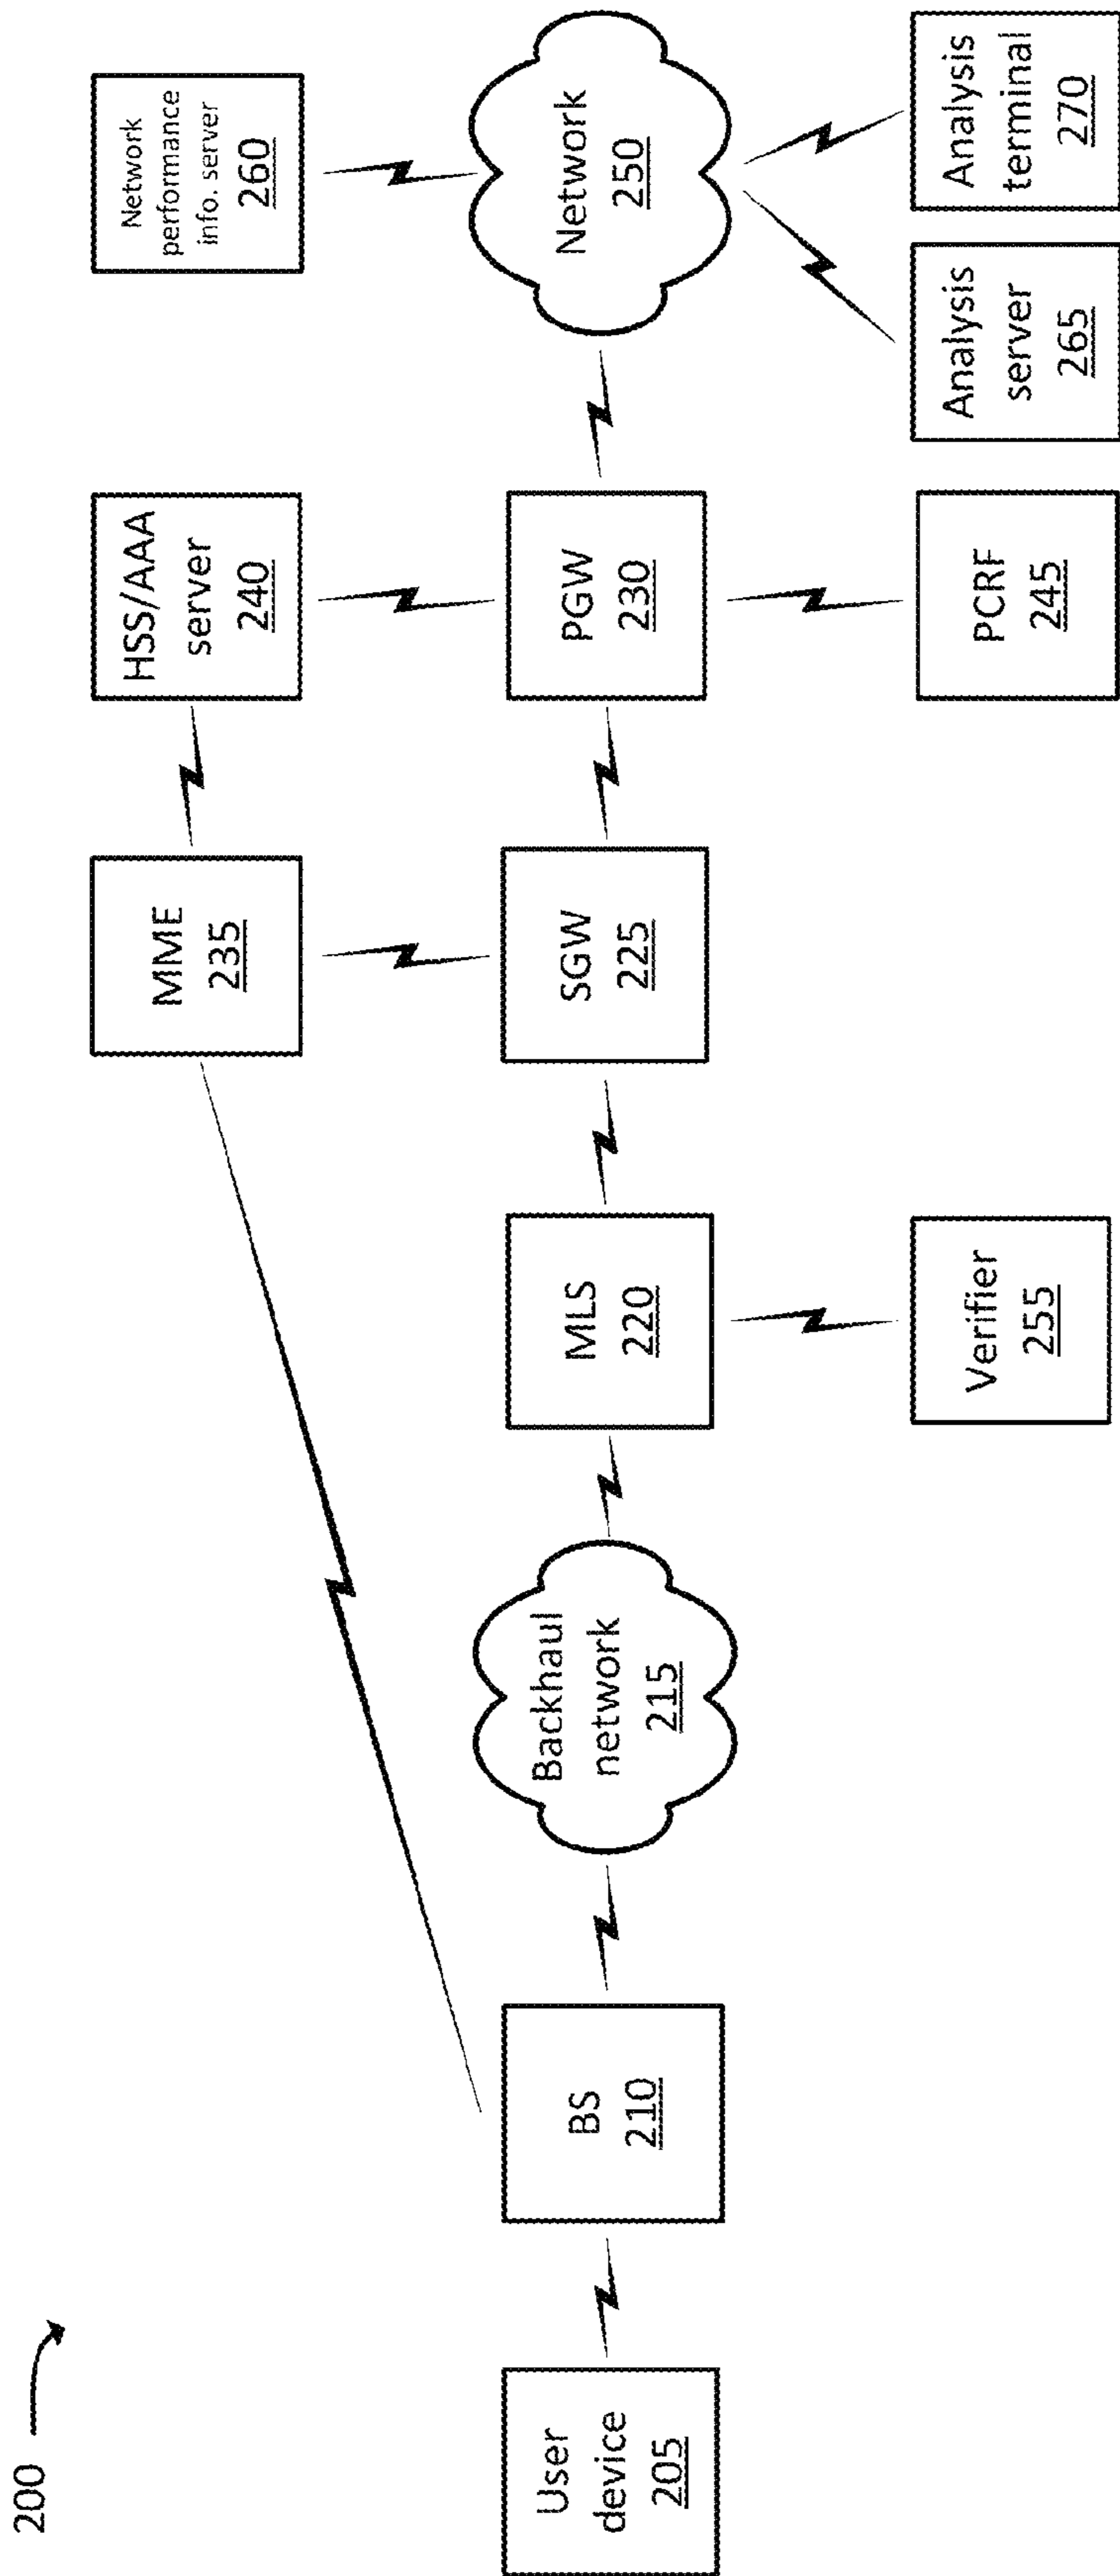 200
MME
235
HSS/AAA
server
240
Network
performance
info. server
260
User
device
205
BS
210
Backhaul
network
215
MLS
220
SGW
225
PGW
230
Network
250
Verifier
255
PCRF
245
Analysis
server
265
Analysis
terminal
270